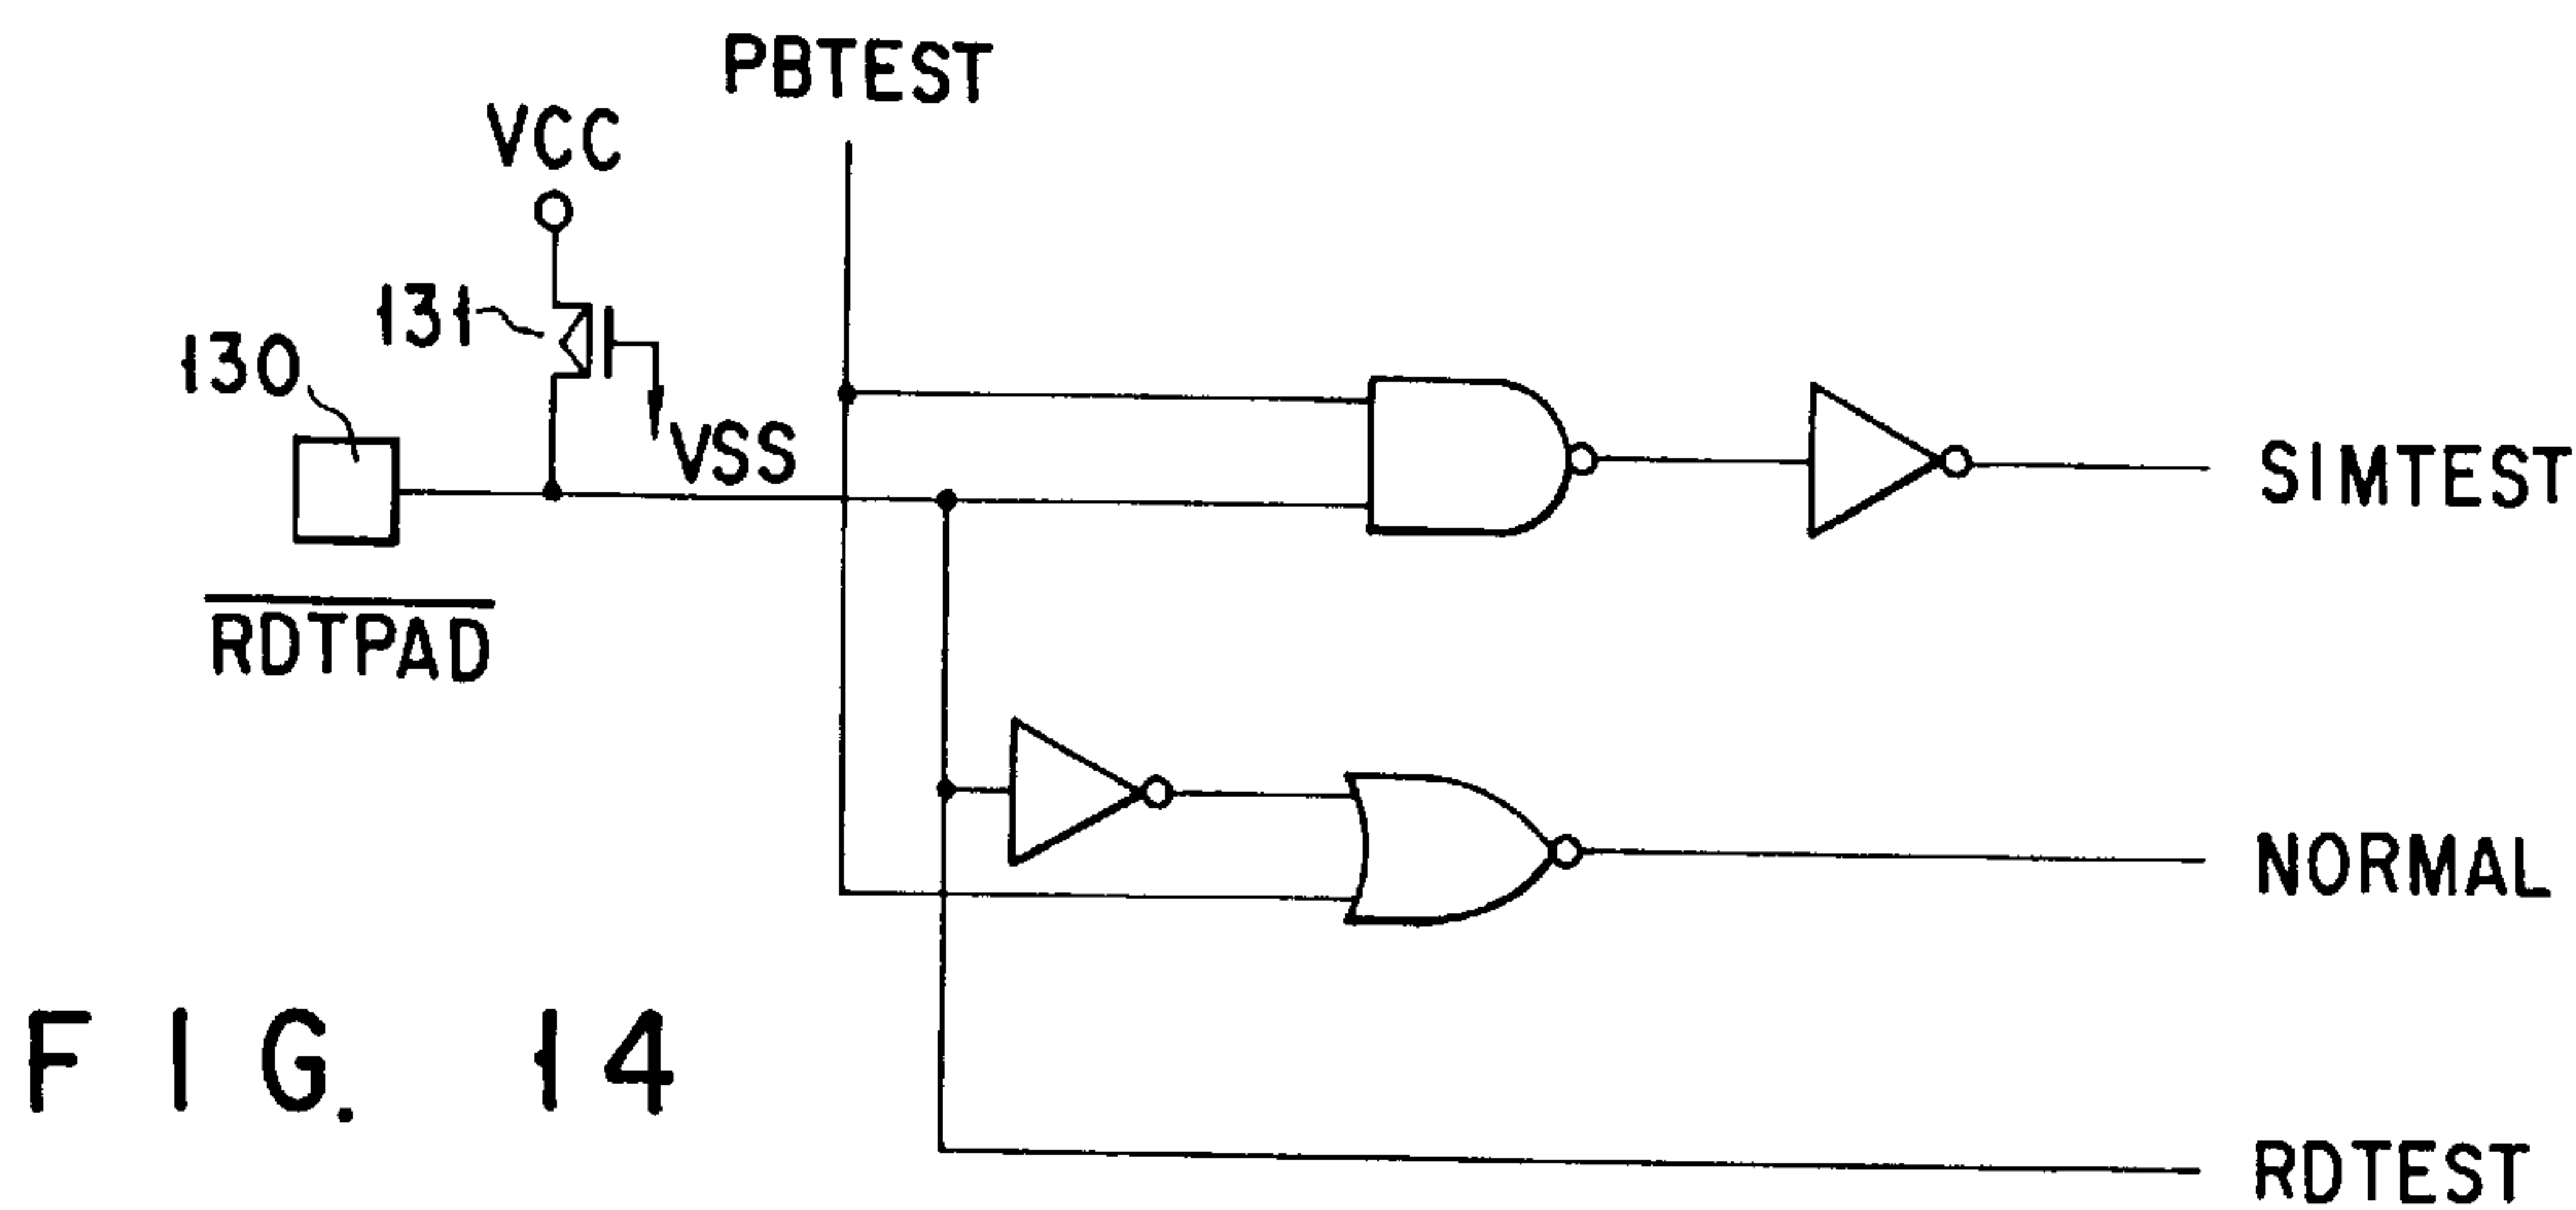 PBTEST
VCC
131
130
VSS
SIMTEST
RDTPAD
NORMAL
FIG. 14
RDTEST